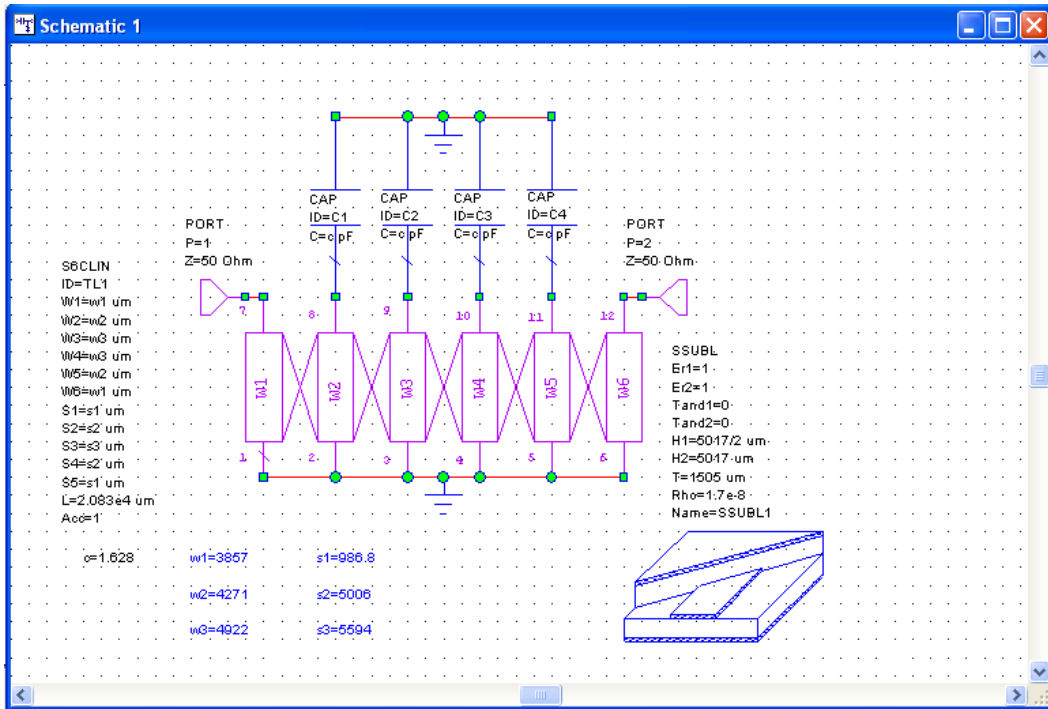 Schematic 1
CAP
ID=C1
C=c pF
CAP
ID=C2
C=c pF
CAP
ID=C3
C=c pF
CAP
ID=C4
C=c pF
PORT
P=1
Z=50 Ohm
PORT
P=2
Z=50 Ohm
S6CLIN
ID=TL1
W1=w1 um
W2=w2 um
W3=w3 um
W4=w3 um
W5=w2 um
W6=w1 um
S1=s1 um
S2=s2 um
S3=s3 um
S4=s2 um
S5=s1 um
L=2.083e4 um
Acc=1
7 8 9 10 11 12
W1 W2 W3 W4 W5 W6
1 2 3 4 5 6
SSUBL
Er1=1
Er2=1
Tand1=0
Tand2=0
H1=5017/2 um
H2=5017 um
T=1505 um
Rho=1.7e-8
Name=SSUBL1
c=1.628 w1=3857 s1=986.8
w2=4271 s2=5006
w3=4922 s3=5594